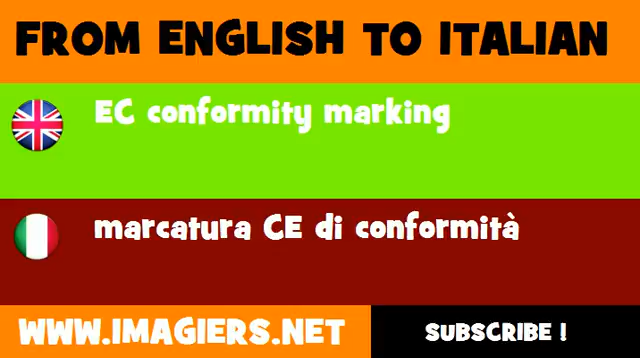 FROM ENGLISH TO ITALIAN
EC conformity marking
marcatura CE di conformità
WWW.IMAGIERS.NET
SUBSCRIBE !